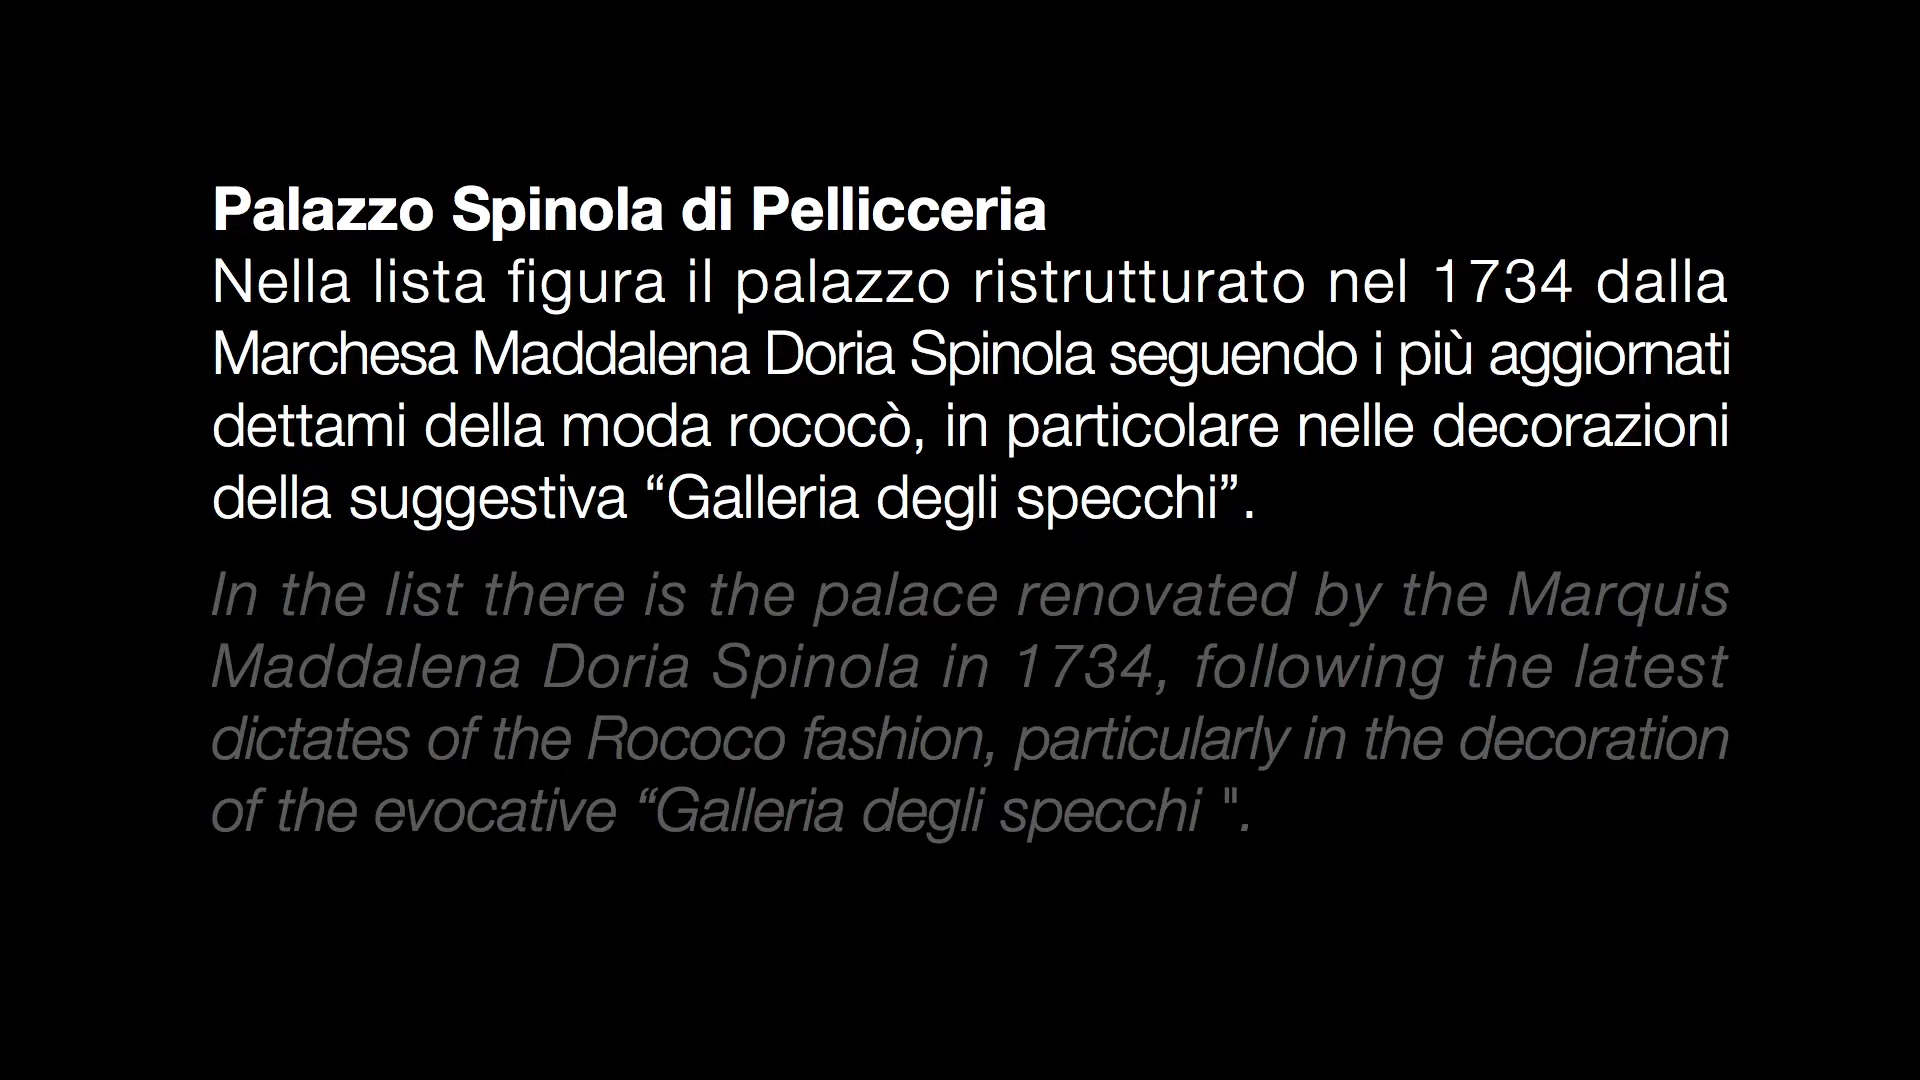 Palazzo Spinola di Pellicceria
Nella lista figura il palazzo ristrutturato nel 1734 dalla
Marchesa Maddalena Doria Spinola seguendo i più aggiornati
dettami della moda rococò, in particolare nelle decorazioni
della suggestiva “Galleria degli specchi”.
In the list there is the palace renovated by the Marquis
Maddalena Doria Spinola in 1734, following the latest
dictates of the Rococo fashion, particularly in the decoration
of the evocative “Galleria degli specchi ".